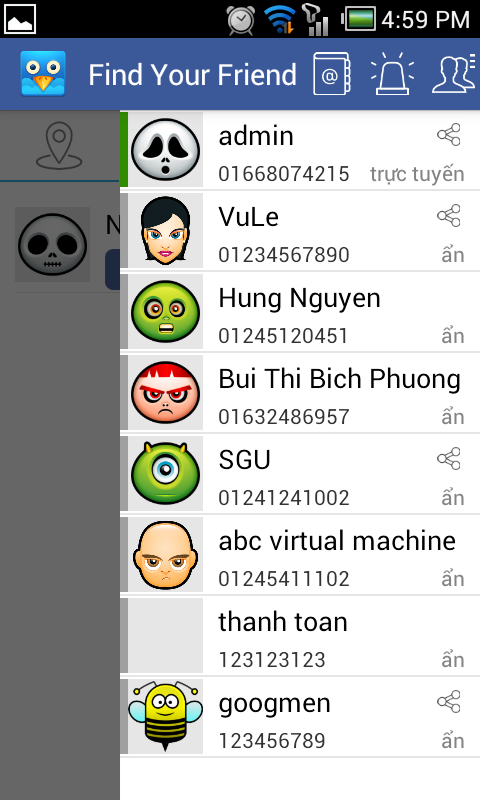 4:59 PM
Find Your Friend
@
N
admin
01668074215 trực tuyến
VuLe
01234567890 ẩn
Hung Nguyen
01245120451 ẩn
Bui Thi Bich Phuong
01632486957 ẩn
SGU
01241241002 ẩn
abc virtual machine
01245411102 ẩn
thanh toan
123123123 ẩn
googmen
123456789 ẩn